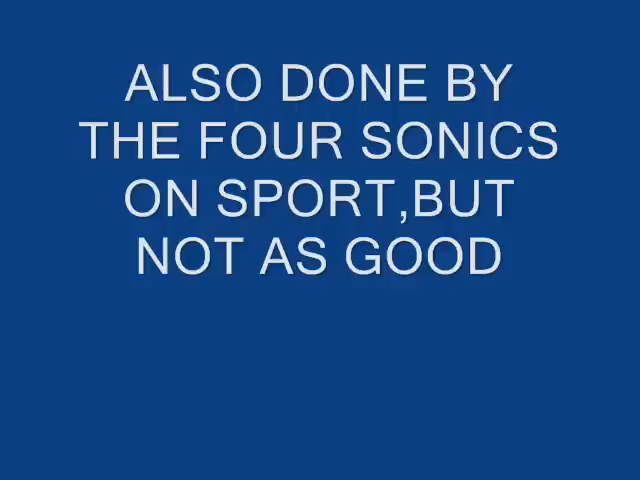 ALSO DONE BY
THE FOUR SONICS
ON SPORT,BUT
NOT AS GOOD